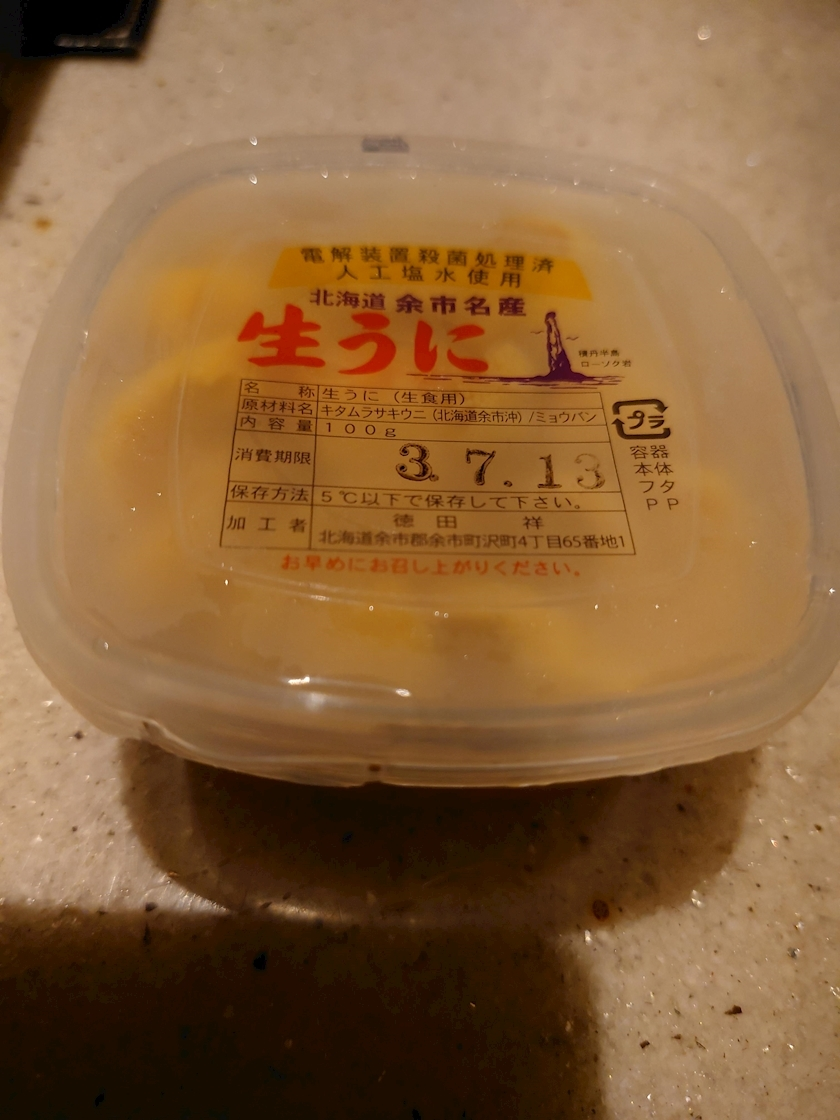 電解装置殺菌処理済
人工塩水使用
北海道 余市名産
生うに
積丹半島
ローソク岩
名称 生うに（生食用）
原材料名 キタムラサキウニ（北海道余市沖）/ミョウバン
内容量 100g
消費期限 3.7.13
保存方法 5℃以下で保存して下さい。
加工者 徳田 祥
北海道余市郡余市町沢町4丁目65番地1
お早めにお召し上がりください。
プラ
容器
本体
フタ
PP